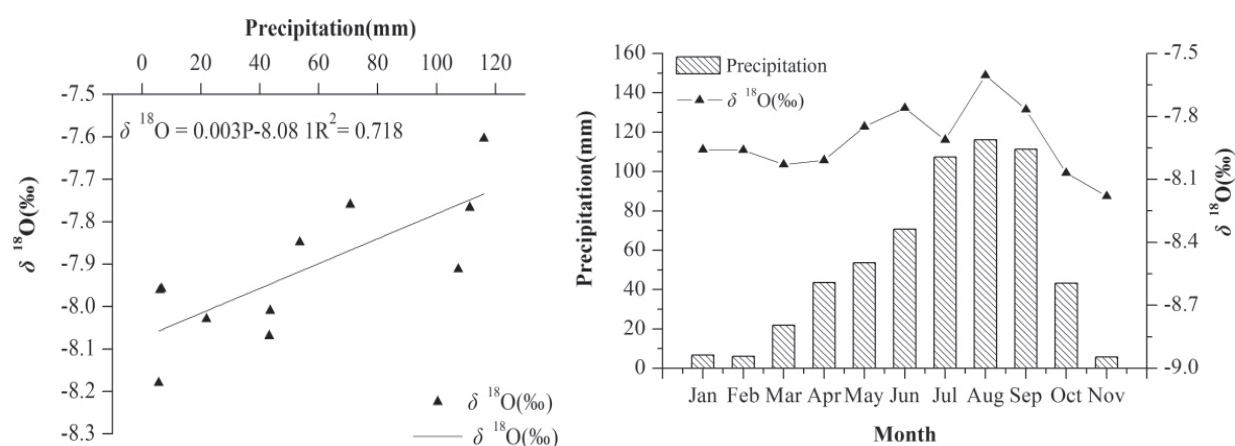 Precipitation(mm)
0 20 40 60 80 100 120
-7.5
-7.6
-7.7
-7.8
-7.9
-8.0
-8.1
-8.2
-8.3
δ ¹⁸O(‰)
δ ¹⁸O = 0.003P-8.08 1R²= 0.718
δ ¹⁸O(‰)
δ ¹⁸O(‰)
160
140
120
100
80
60
40
20
0
Precipitation(mm)
Precipitation
δ ¹⁸O(‰)
-7.5
-7.8
-8.1
-8.4
-8.7
-9.0
δ ¹⁸O(‰)
Jan Feb Mar Apr May Jun Jul Aug Sep Oct Nov
Month